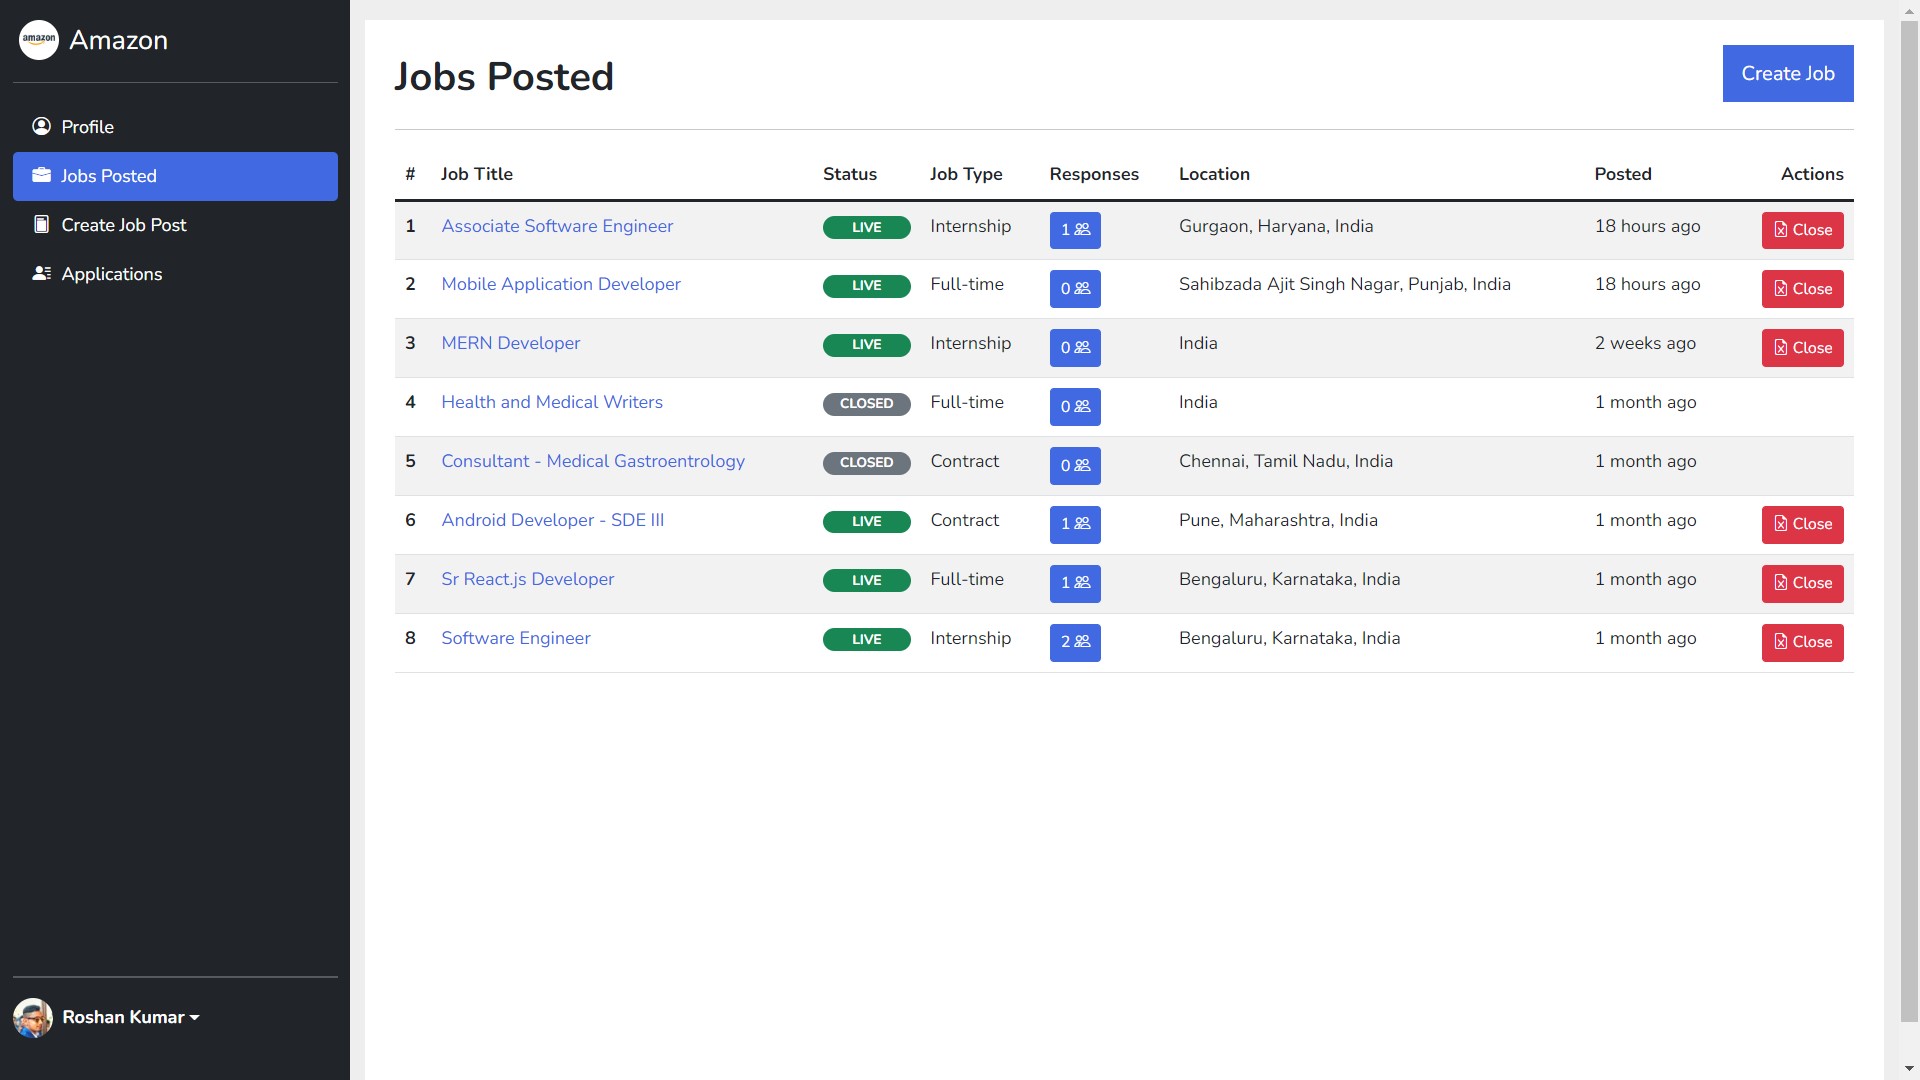 amazon Amazon
Profile
Jobs Posted
Create Job Post
Applications
Roshan Kumar
Jobs Posted
Create Job
# Job Title Status Job Type Responses Location Posted Actions
1 Associate Software Engineer LIVE Internship 1 Gurgaon, Haryana, India 18 hours ago Close
2 Mobile Application Developer LIVE Full-time 0 Sahibzada Ajit Singh Nagar, Punjab, India 18 hours ago Close
3 MERN Developer LIVE Internship 0 India 2 weeks ago Close
4 Health and Medical Writers CLOSED Full-time 0 India 1 month ago
5 Consultant - Medical Gastroentrology CLOSED Contract 0 Chennai, Tamil Nadu, India 1 month ago
6 Android Developer - SDE III LIVE Contract 1 Pune, Maharashtra, India 1 month ago Close
7 Sr React.js Developer LIVE Full-time 1 Bengaluru, Karnataka, India 1 month ago Close
8 Software Engineer LIVE Internship 2 Bengaluru, Karnataka, India 1 month ago Close